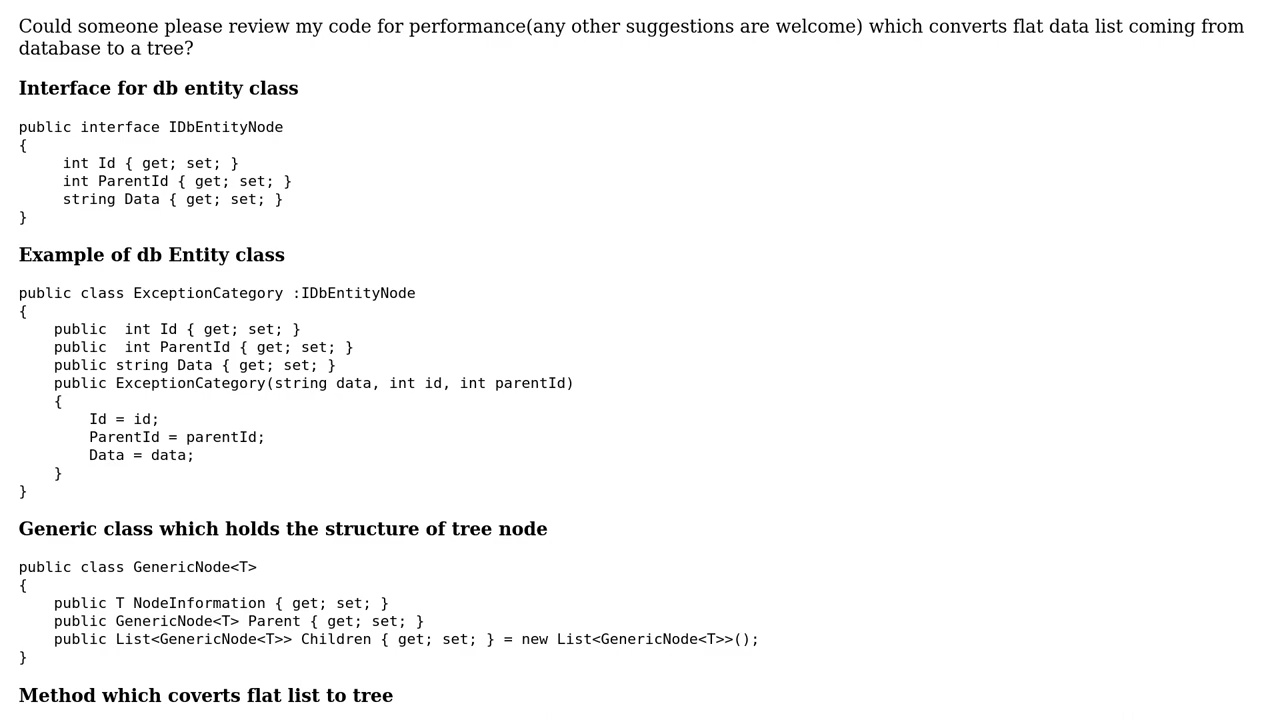 Could someone please review my code for performance(any other suggestions are welcome) which converts flat data list coming from
database to a tree?
Interface for db entity class
public interface IDbEntityNode
{
     int Id { get; set; }
     int ParentId { get; set; }
     string Data { get; set; }
}
Example of db Entity class
public class ExceptionCategory :IDbEntityNode
{
    public  int Id { get; set; }
    public  int ParentId { get; set; }
    public string Data { get; set; }
    public ExceptionCategory(string data, int id, int parentId)
    {
        Id = id;
        ParentId = parentId;
        Data = data;
    }
}
Generic class which holds the structure of tree node
public class GenericNode<T>
{
    public T NodeInformation { get; set; }
    public GenericNode<T> Parent { get; set; }
    public List<GenericNode<T>> Children { get; set; } = new List<GenericNode<T>>();
}
Method which coverts flat list to tree